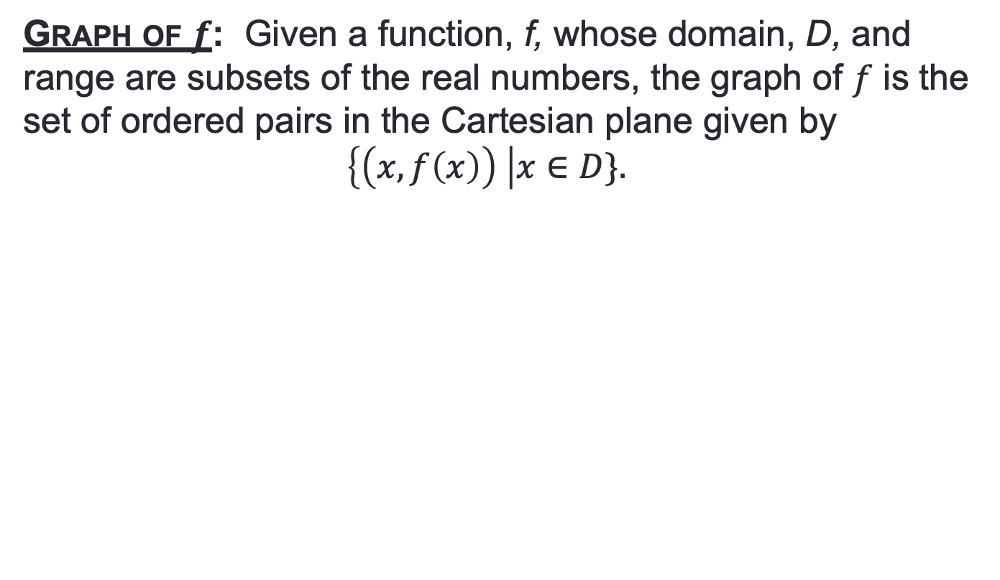 GRAPH OF f: Given a function, f, whose domain, D, and
range are subsets of the real numbers, the graph of f is the
set of ordered pairs in the Cartesian plane given by
{(x, f(x)) |x ∈ D}.